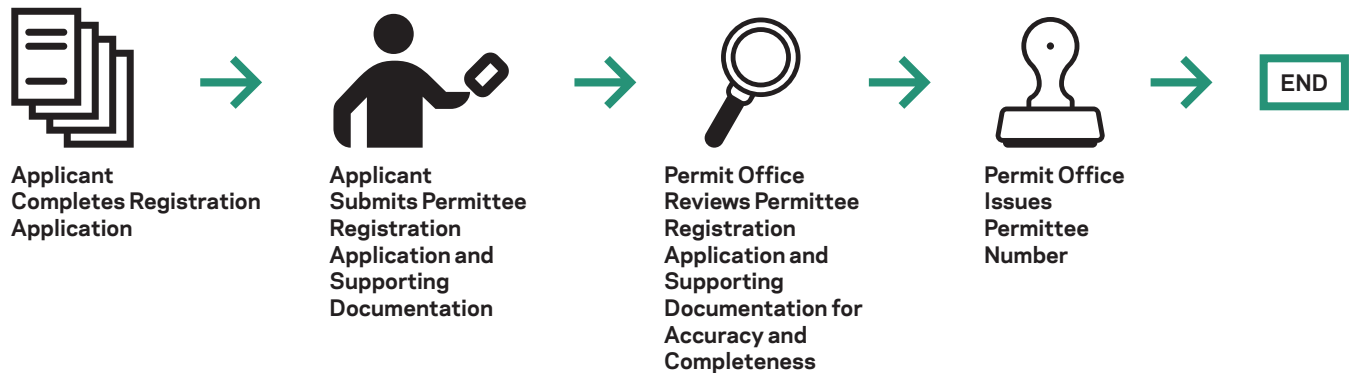 Applicant
Completes Registration
Application
Applicant
Submits Permittee
Registration
Application and
Supporting
Documentation
Permit Office
Reviews Permittee
Registration
Application and
Supporting
Documentation for
Accuracy and
Completeness
Permit Office
Issues
Permittee
Number
END